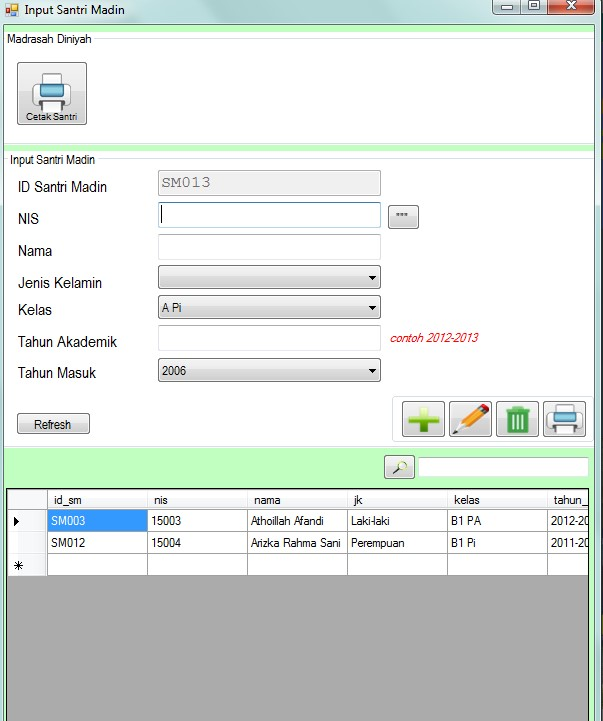 Input Santri Madin
Madrasah Diniyah
Cetak Santri
Input Santri Madin
ID Santri Madin SM013
NIS """
Nama
Jenis Kelamin
Kelas A Pi
Tahun Akademik contoh 2012-2013
Tahun Masuk 2006
Refresh
id_sm nis nama jk kelas tahun_
SM003 15003 Athoillah Afandi Laki-laki B1 PA 2012-20
SM012 15004 Arizka Rahma Sani Perempuan B1 Pi 2011-20